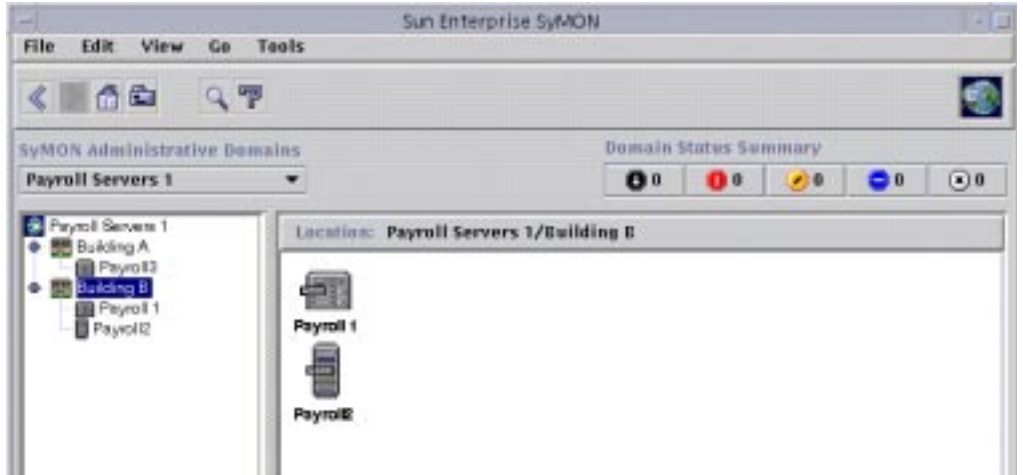 Sun Enterprise SyMON
File Edit View Go Tools
SyMON Administrative Domains
Domain Status Summary
Payroll Servers 1
0 0 0 0 0
Payroll Servers 1
Building A
Payroll3
Building B
Payroll 1
Payroll2
Location: Payroll Servers 1/Building B
Payroll 1
Payroll2